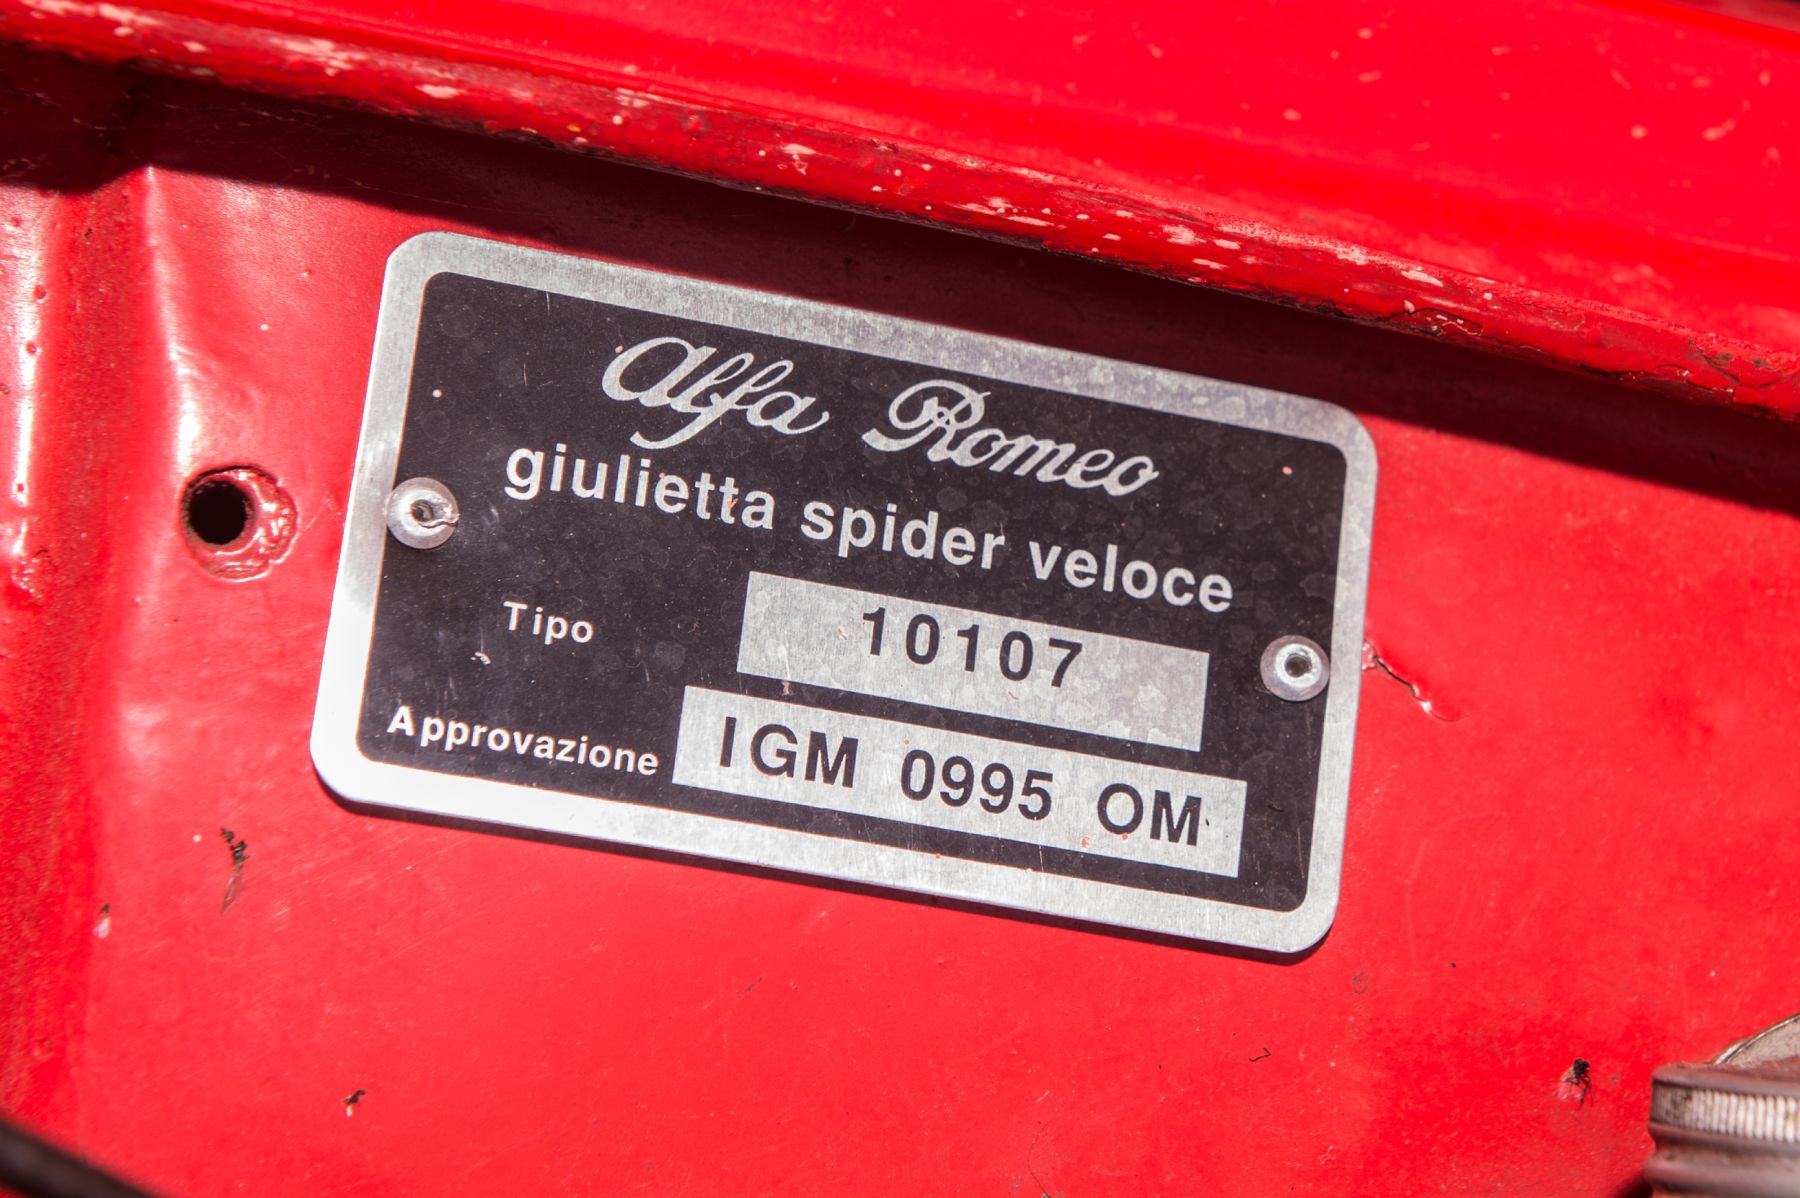 alfa Romeo
giulietta spider veloce
Tipo 10107
Approvazione IGM 0995 OM